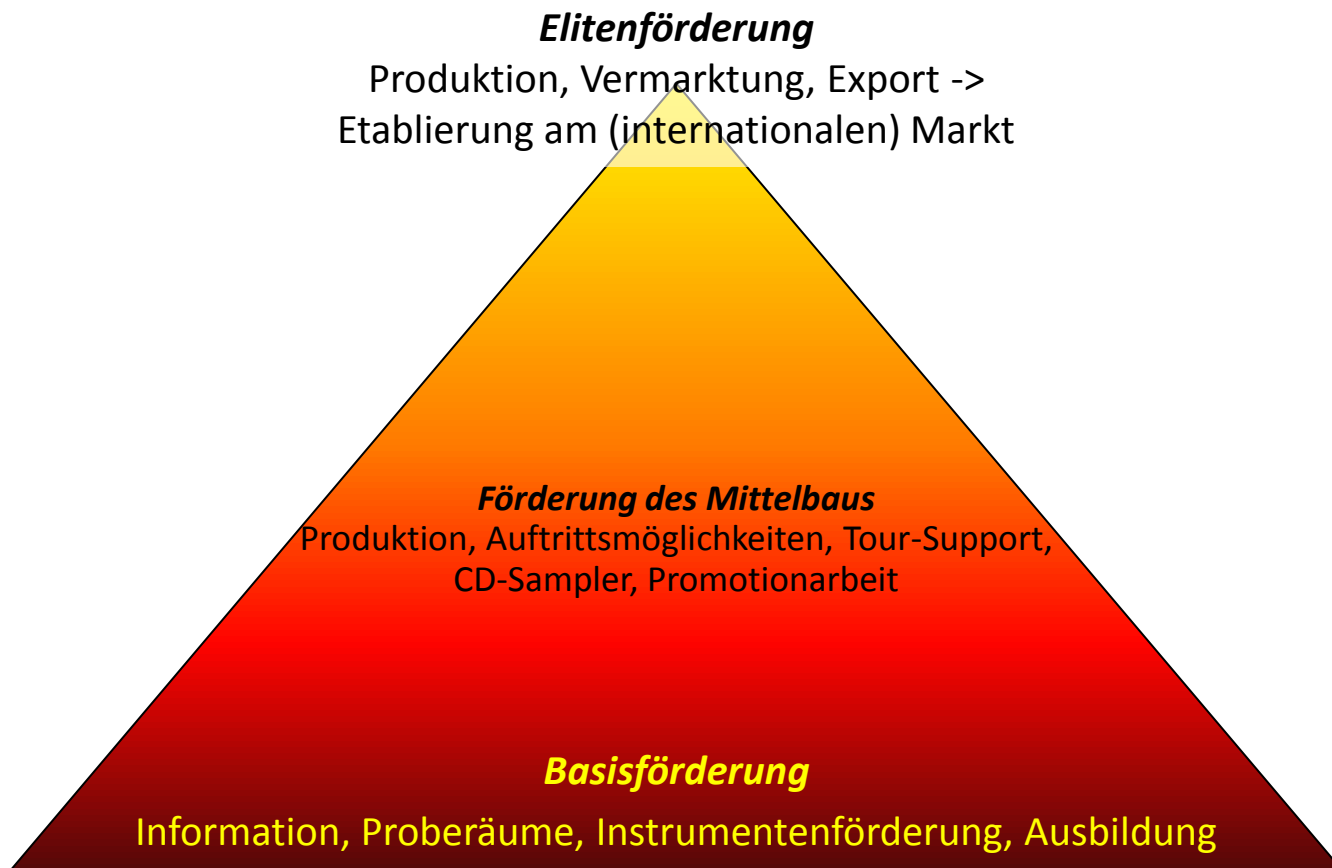 Elitenförderung
Produktion, Vermarktung, Export ->
Etablierung am (internationalen) Markt
Förderung des Mittelbaus
Produktion, Auftrittsmöglichkeiten, Tour-Support,
CD-Sampler, Promotionarbeit
Basisförderung
Information, Proberäume, Instrumentenförderung, Ausbildung